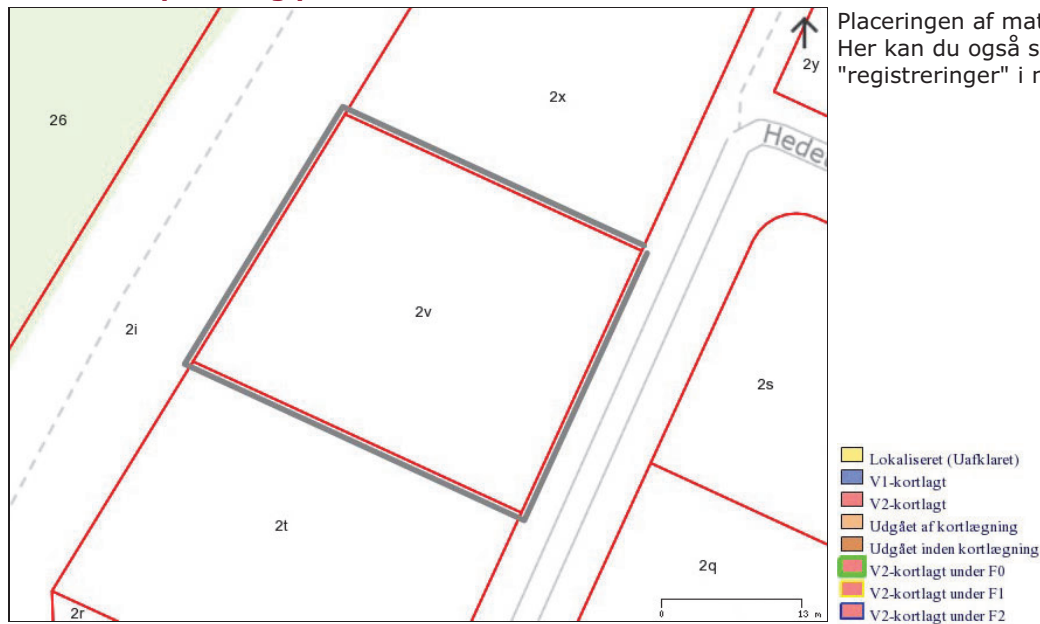 Placeringen af mat
Her kan du også s
"registreringer" i r
26
2x
2y
Hede
2i
2v
2s
2t
2q
2r
0
13 m
Lokaliseret (Uafklaret)
V1-kortlagt
V2-kortlagt
Udgået af kortlægning
Udgået inden kortlægning
V2-kortlagt under F0
V2-kortlagt under F1
V2-kortlagt under F2